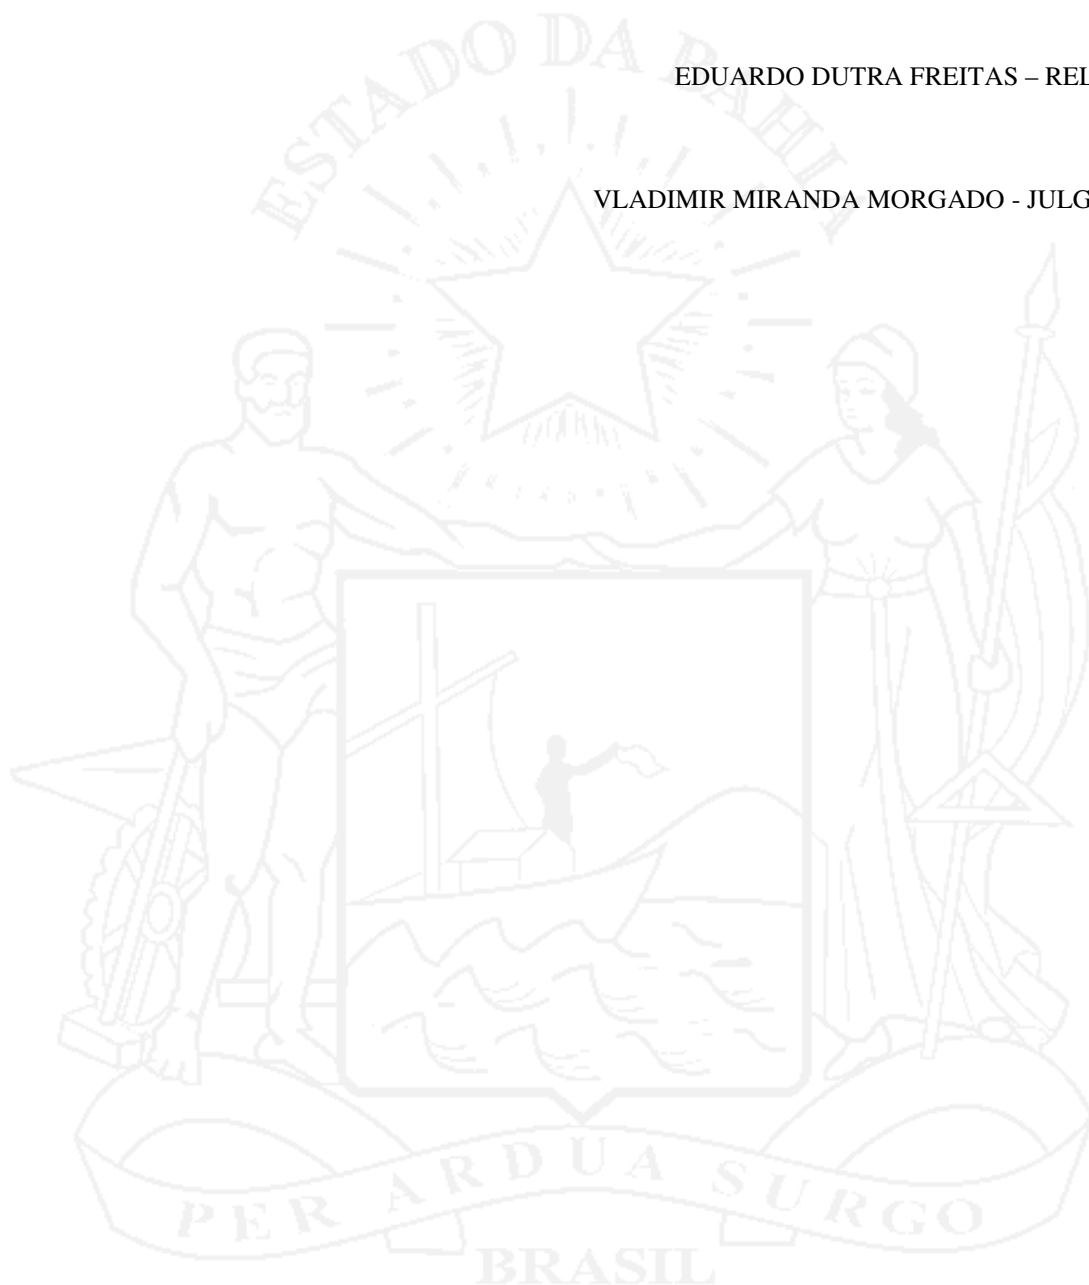 ESTADO DA BAHIA
EDUARDO DUTRA FREITAS – REL
VLADIMIR MIRANDA MORGADO - JULG
PER ARDUA SURGO
BRASIL